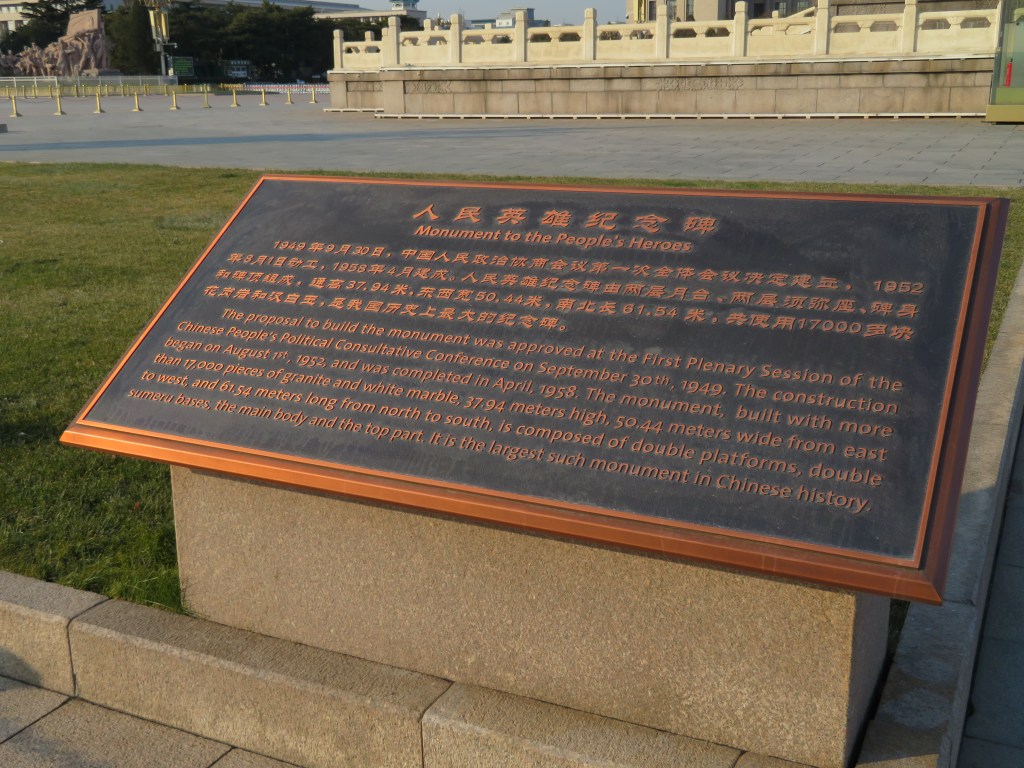 人民英雄纪念碑
Monument to the People's Heroes
1949年9月30日，中国人民政治协商会议第一次全体会议决定建立，1952
年8月1日动工，1958年4月建成。人民英雄纪念碑由两层月台、两层须弥座、碑身
和碑顶组成，通高37.94米，东西宽50.44米，南北长61.54米，共使用17000多块
花岗岩和汉白玉，是我国历史上最大的纪念碑。
The proposal to build the monument was approved at the First Plenary Session of the
Chinese People's Political Consultative Conference on September 30th, 1949. The construction
began on August 1st, 1952, and was completed in April, 1958. The monument, built with more
than 17,000 pieces of granite and white marble, 37.94 meters high, 50.44 meters wide from east
to west, and 61.54 meters long from north to south, is composed of double platforms, double
sumeru bases, the main body and the top part. It is the largest such monument in Chinese history.